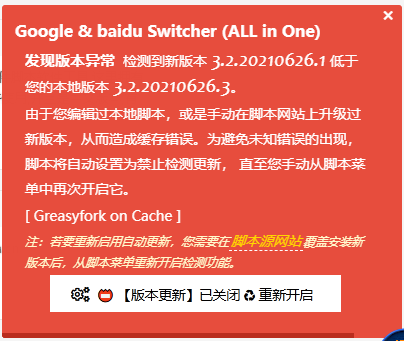 Google & baidu Switcher (ALL in One)
发现版本异常 检测到新版本 3.2.20210626.1 低于
您的本地版本 3.2.20210626.3。
由于您编辑过本地脚本，或是手动在脚本网站上升级过
新版本，从而造成缓存错误。为避免未知错误的出现，
脚本将自动设置为禁止检测更新， 直至您手动从脚本菜
单中再次开启它。
[ Greasyfork on Cache ]
注：若要重新启用自动更新，您需要在脚本源网站覆盖安装新
版本后，从脚本菜单重新开启检测功能。
【版本更新】已关闭 ♻ 重新开启